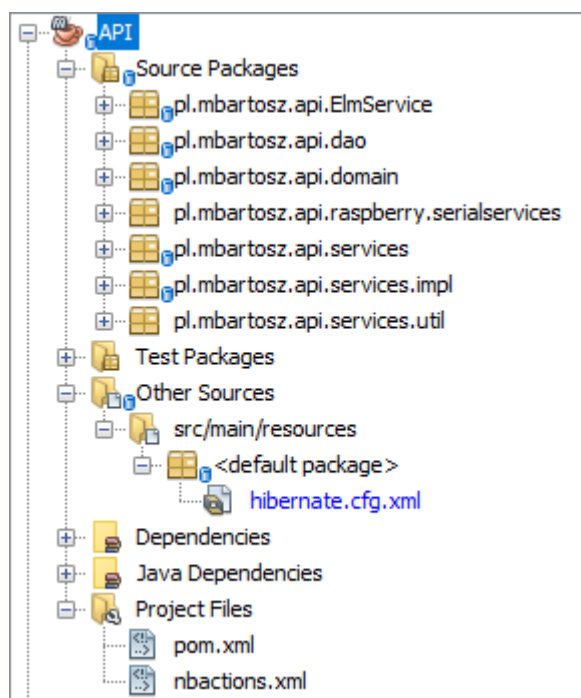 API
Source Packages
pl.mbartosz.api.ElmService
pl.mbartosz.api.dao
pl.mbartosz.api.domain
pl.mbartosz.api.raspberry.serialservices
pl.mbartosz.api.services
pl.mbartosz.api.services.impl
pl.mbartosz.api.services.util
Test Packages
Other Sources
src/main/resources
<default package>
hibernate.cfg.xml
Dependencies
Java Dependencies
Project Files
pom.xml
nbactions.xml